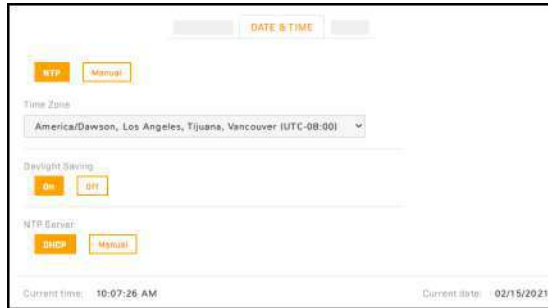 DATE & TIME
NTP Manual
Time Zone
America/Dawson, Los Angeles, Tijuana, Vancouver (UTC-08:00)
Daylight Saving
On Off
NTP Server
DHCP Manual
Current time: 10:07:26 AM Current date: 02/15/2021